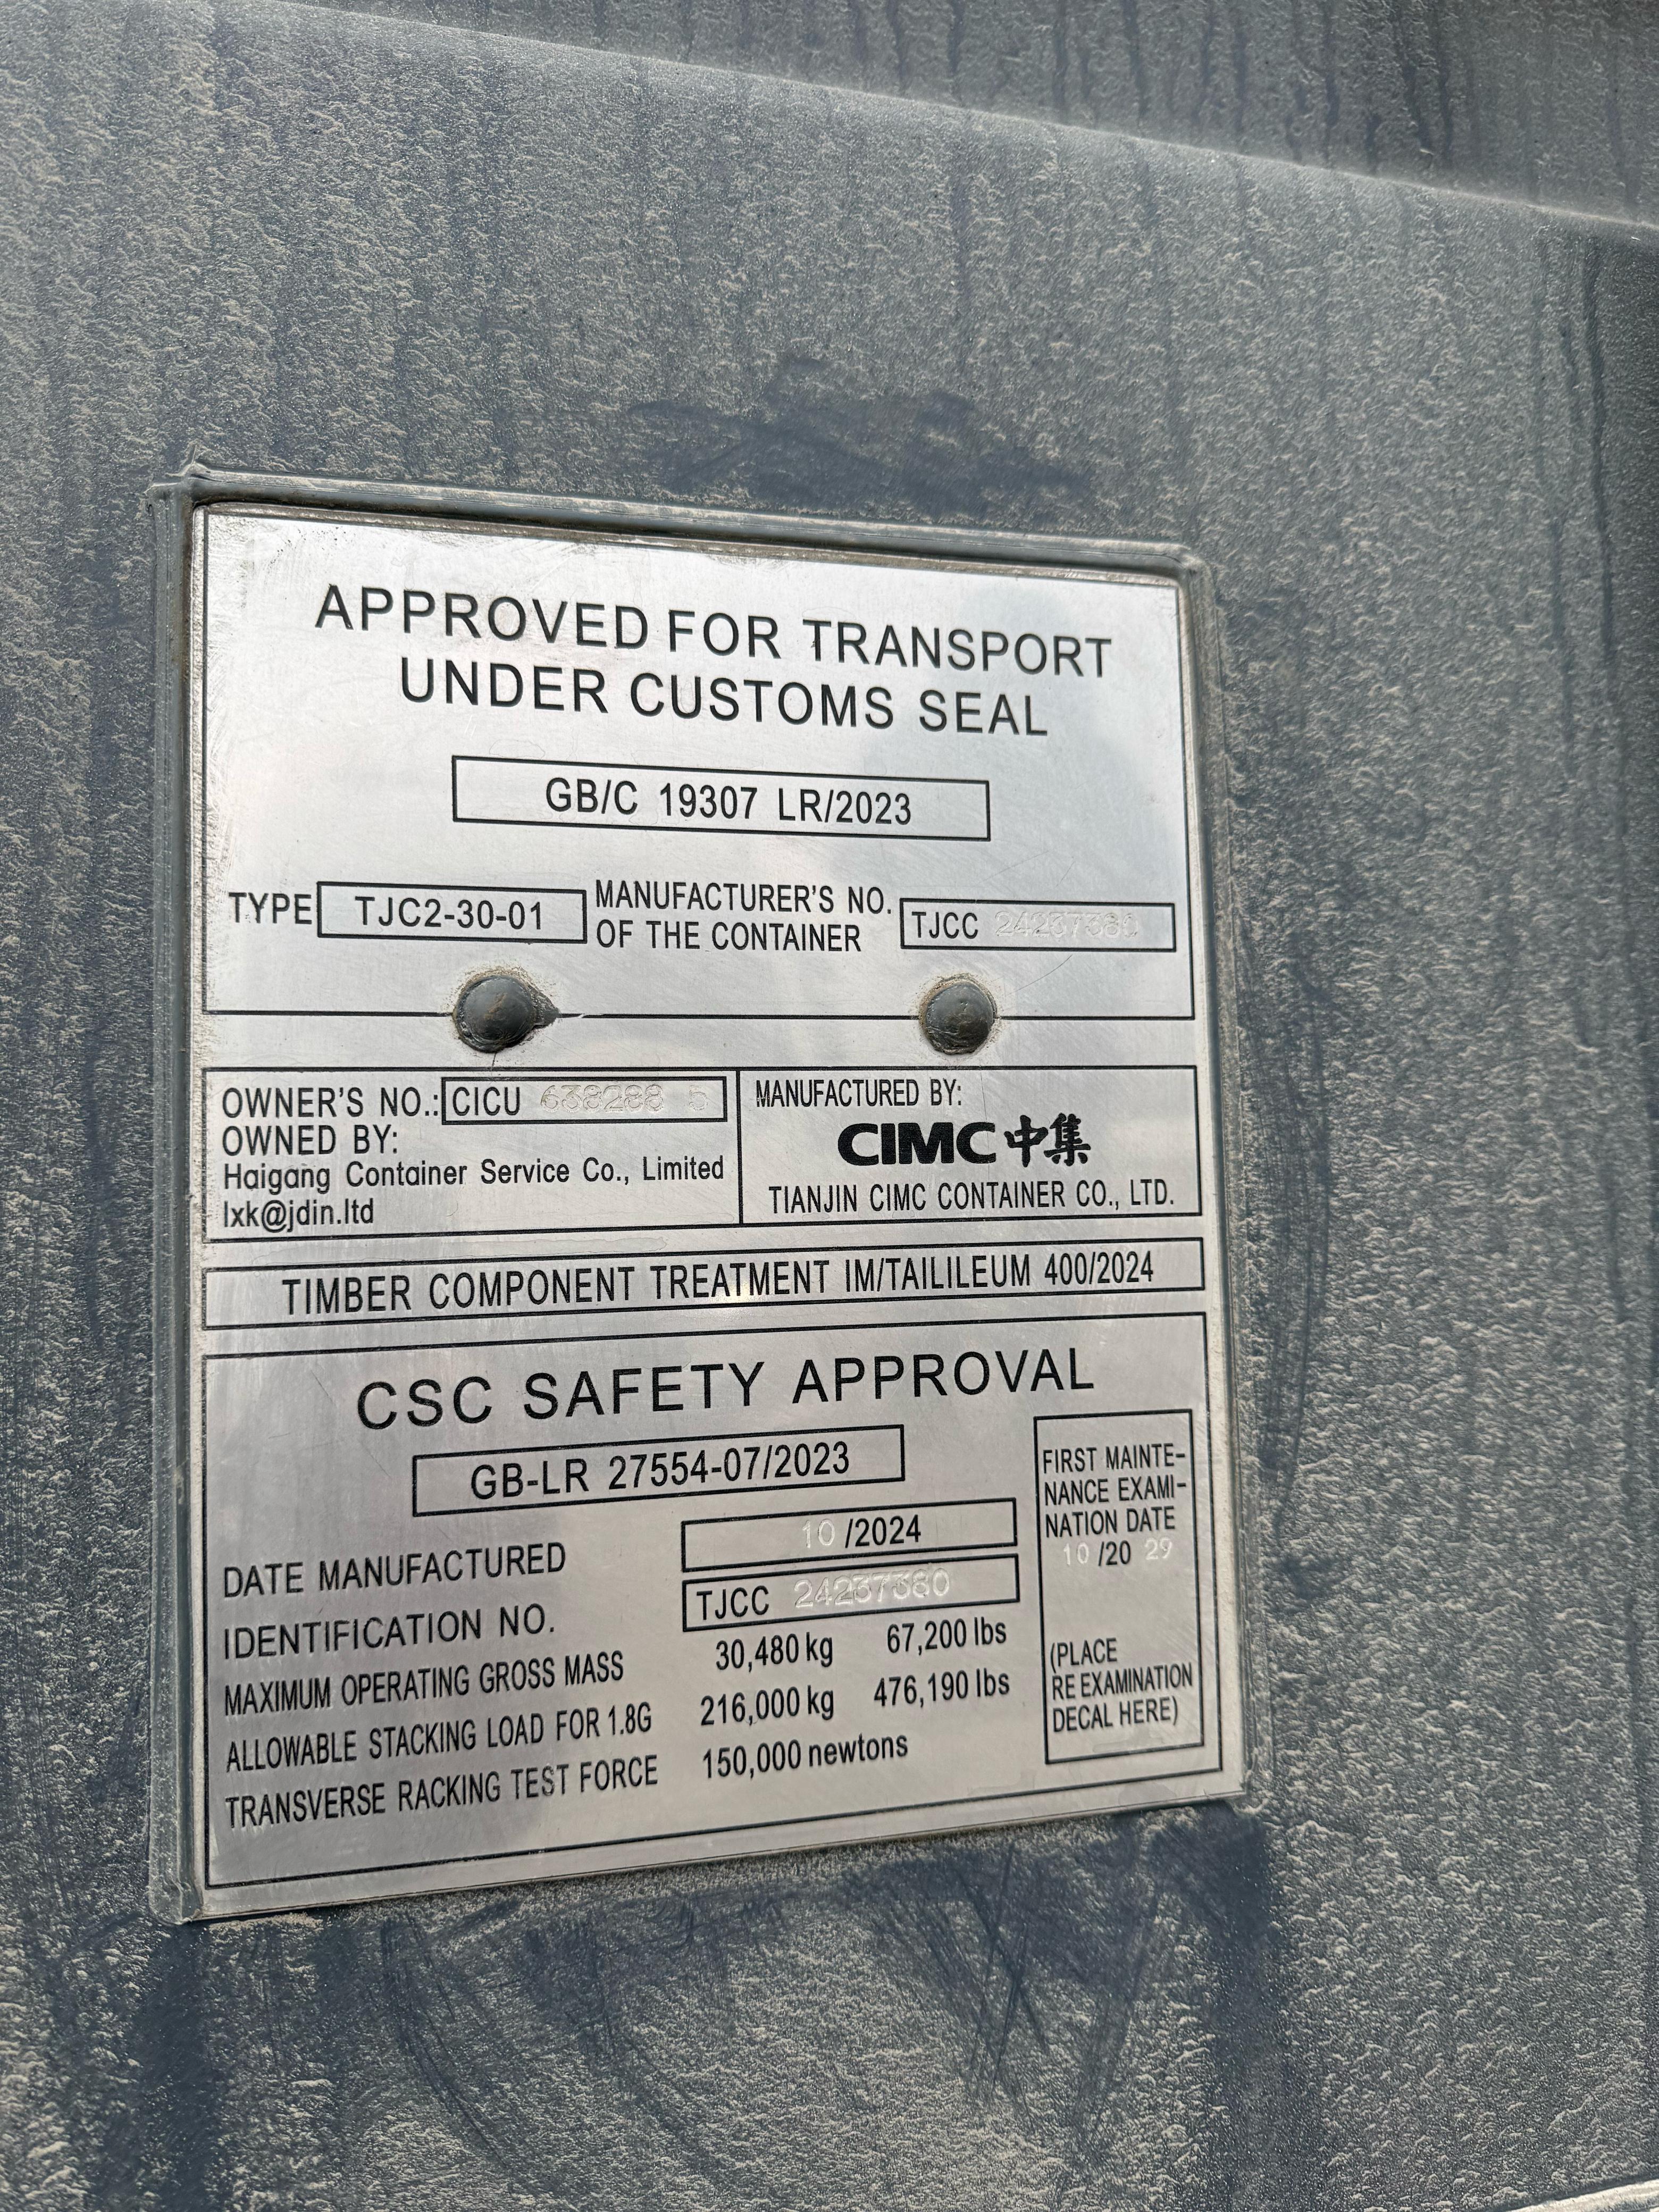 APPROVED FOR TRANSPORT
UNDER CUSTOMS SEAL
GB/C 19307 LR/2023
TYPE TJC2-30-01
MANUFACTURER'S NO.
OF THE CONTAINER
TJCC 24237380
OWNER'S NO.: CICU 638288 5
OWNED BY:
Haigang Container Service Co., Limited
lxk@jdin.ltd
MANUFACTURED BY:
CIMC 中集
TIANJIN CIMC CONTAINER CO., LTD.
TIMBER COMPONENT TREATMENT IM/TAILILEUM 400/2024
CSC SAFETY APPROVAL
GB-LR 27554-07/2023
DATE MANUFACTURED 10 /2024
IDENTIFICATION NO. TJCC 24237380
MAXIMUM OPERATING GROSS MASS 30,480 kg 67,200 lbs
ALLOWABLE STACKING LOAD FOR 1.8G 216,000 kg 476,190 lbs
TRANSVERSE RACKING TEST FORCE 150,000 newtons
FIRST MAINTE-
NANCE EXAMI-
NATION DATE
10 /20 29
(PLACE
RE EXAMINATION
DECAL HERE)